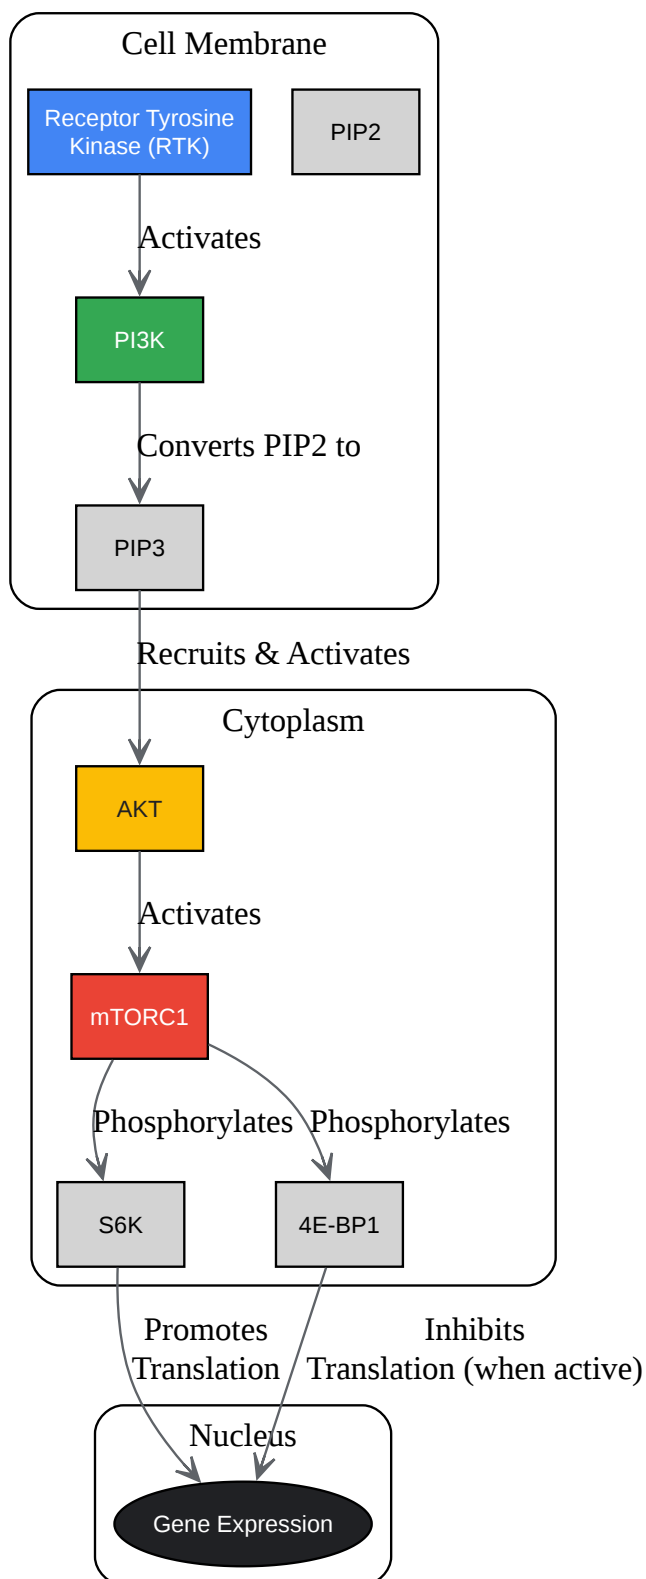 Cell Membrane
Receptor Tyrosine
Kinase (RTK)
PIP2
Activates
PI3K
Converts PIP2 to
PIP3
Recruits & Activates
Cytoplasm
AKT
Activates
mTORC1
Phosphorylates
Phosphorylates
S6K
4E-BP1
Promotes
Translation
Inhibits
Translation (when active)
Nucleus
Gene Expression